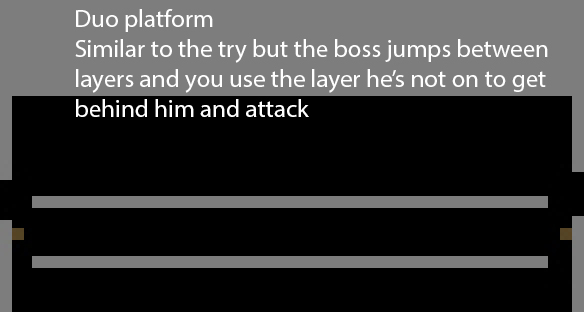 Duo platform
Similar to the try but the boss jumps between
layers and you use the layer he's not on to get
behind him and attack